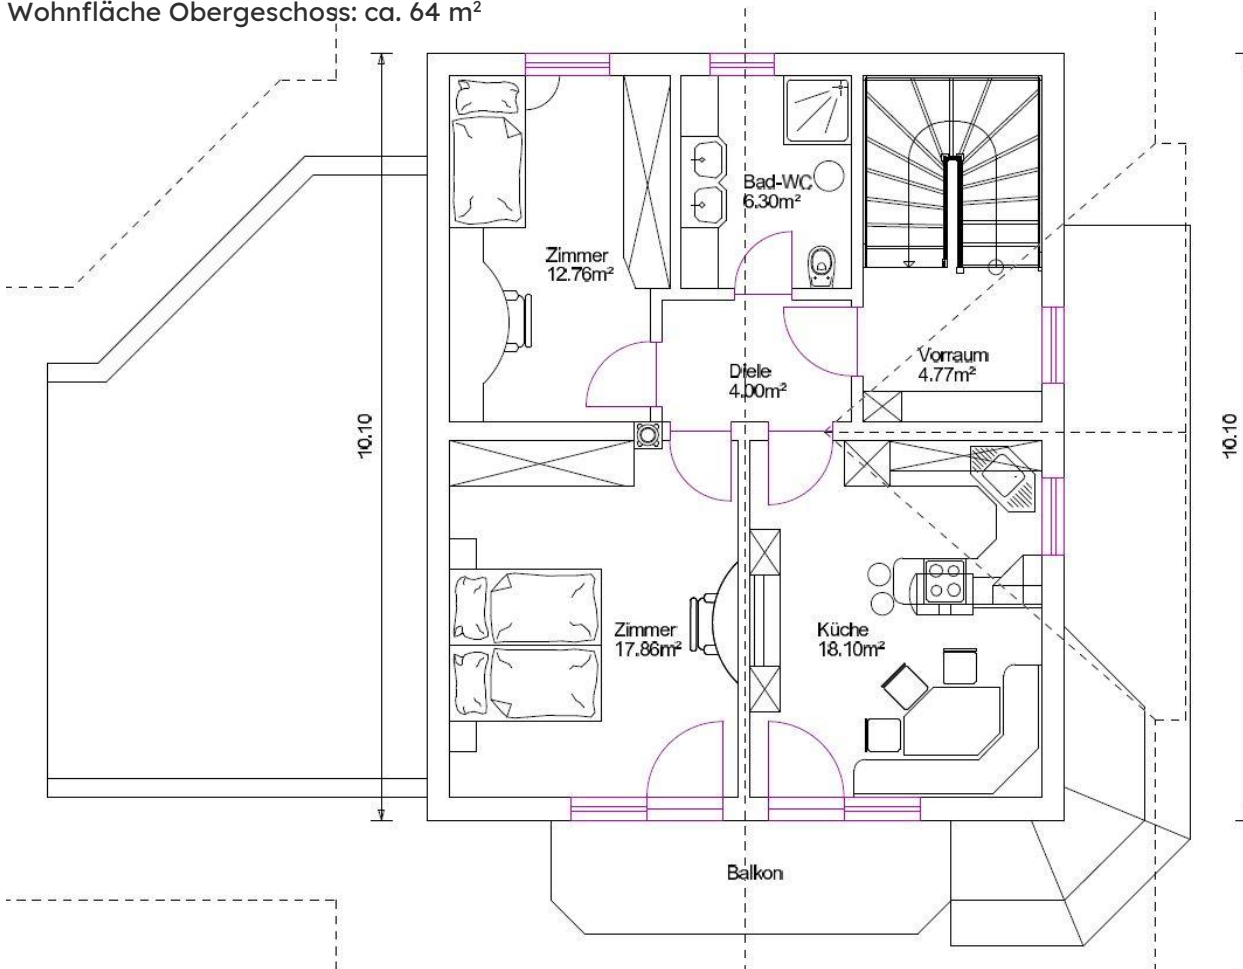 Wohnfläche Obergeschoss: ca. 64 m²
Bad-WC
6.30m²
Zimmer
12.76m²
Vorraum
4.77m²
Diele
4.00m²
10.10
10.10
Zimmer
17.86m²
Küche
18.10m²
Balkon